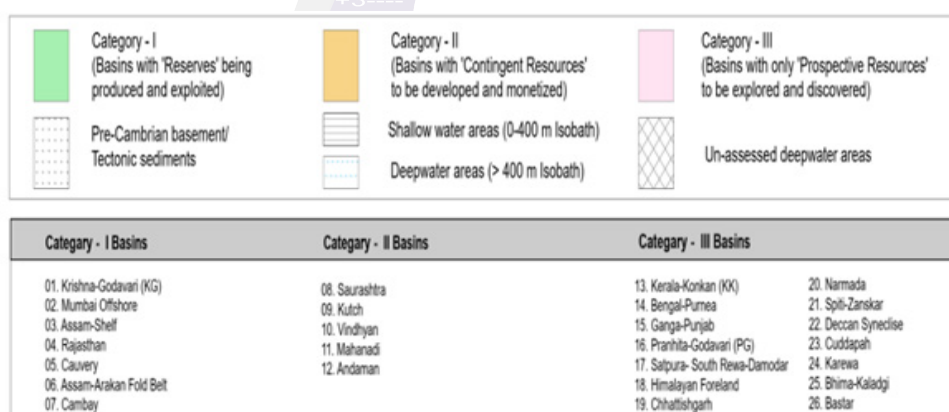 Category - I
(Basins with 'Reserves' being
produced and exploited)
Category - II
(Basins with 'Contingent Resources'
to be developed and monetized)
Category - III
(Basins with only 'Prospective Resources'
to be explored and discovered)
Pre-Cambrian basement/
Tectonic sediments
Shallow water areas (0-400 m Isobath)
Deepwater areas (> 400 m Isobath)
Un-assessed deepwater areas
Categary - I Basins
Categary - II Basins
Categary - III Basins
01. Krishna-Godavari (KG)
02. Mumbai Offshore
03. Assam-Shelf
04. Rajasthan
05. Cauvery
06. Assam-Arakan Fold Belt
07. Cambay
08. Saurashtra
09. Kutch
10. Vindhyan
11. Mahanadi
12. Andaman
13. Kerala-Konkan (KK)
14. Bengal-Purnea
15. Ganga-Punjab
16. Pranhita-Godavari (PG)
17. Satpura- South Rewa-Damodar
18. Himalayan Foreland
19. Chhattishgarh
20. Narmada
21. Spiti-Zanskar
22. Deccan Syneclise
23. Cuddapah
24. Karewa
25. Bhima-Kaladgi
26. Bastar